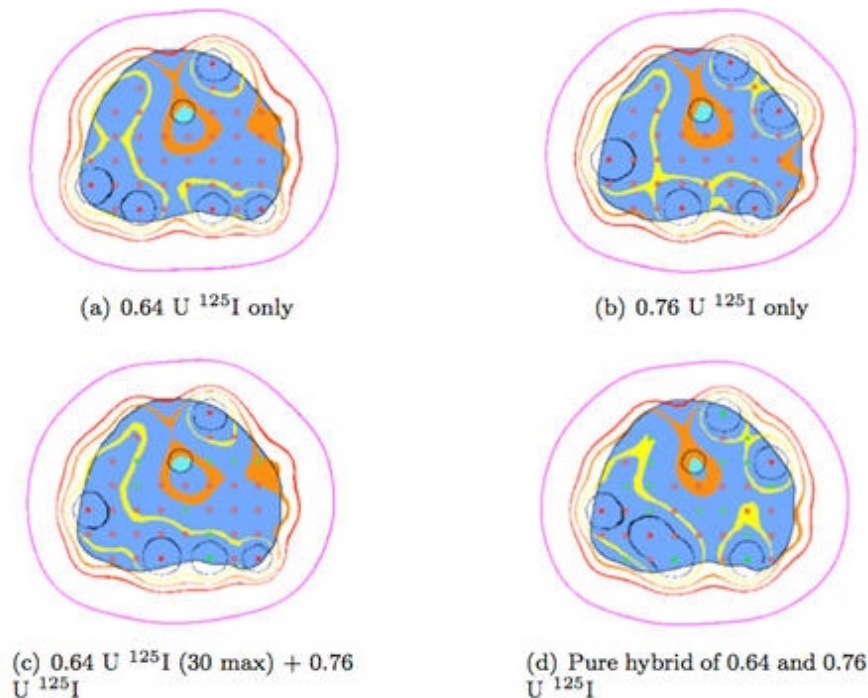 (a) 0.64 U ¹²⁵I only
(b) 0.76 U ¹²⁵I only
(c) 0.64 U ¹²⁵I (30 max) + 0.76
U ¹²⁵I
(d) Pure hybrid of 0.64 and 0.76
U ¹²⁵I